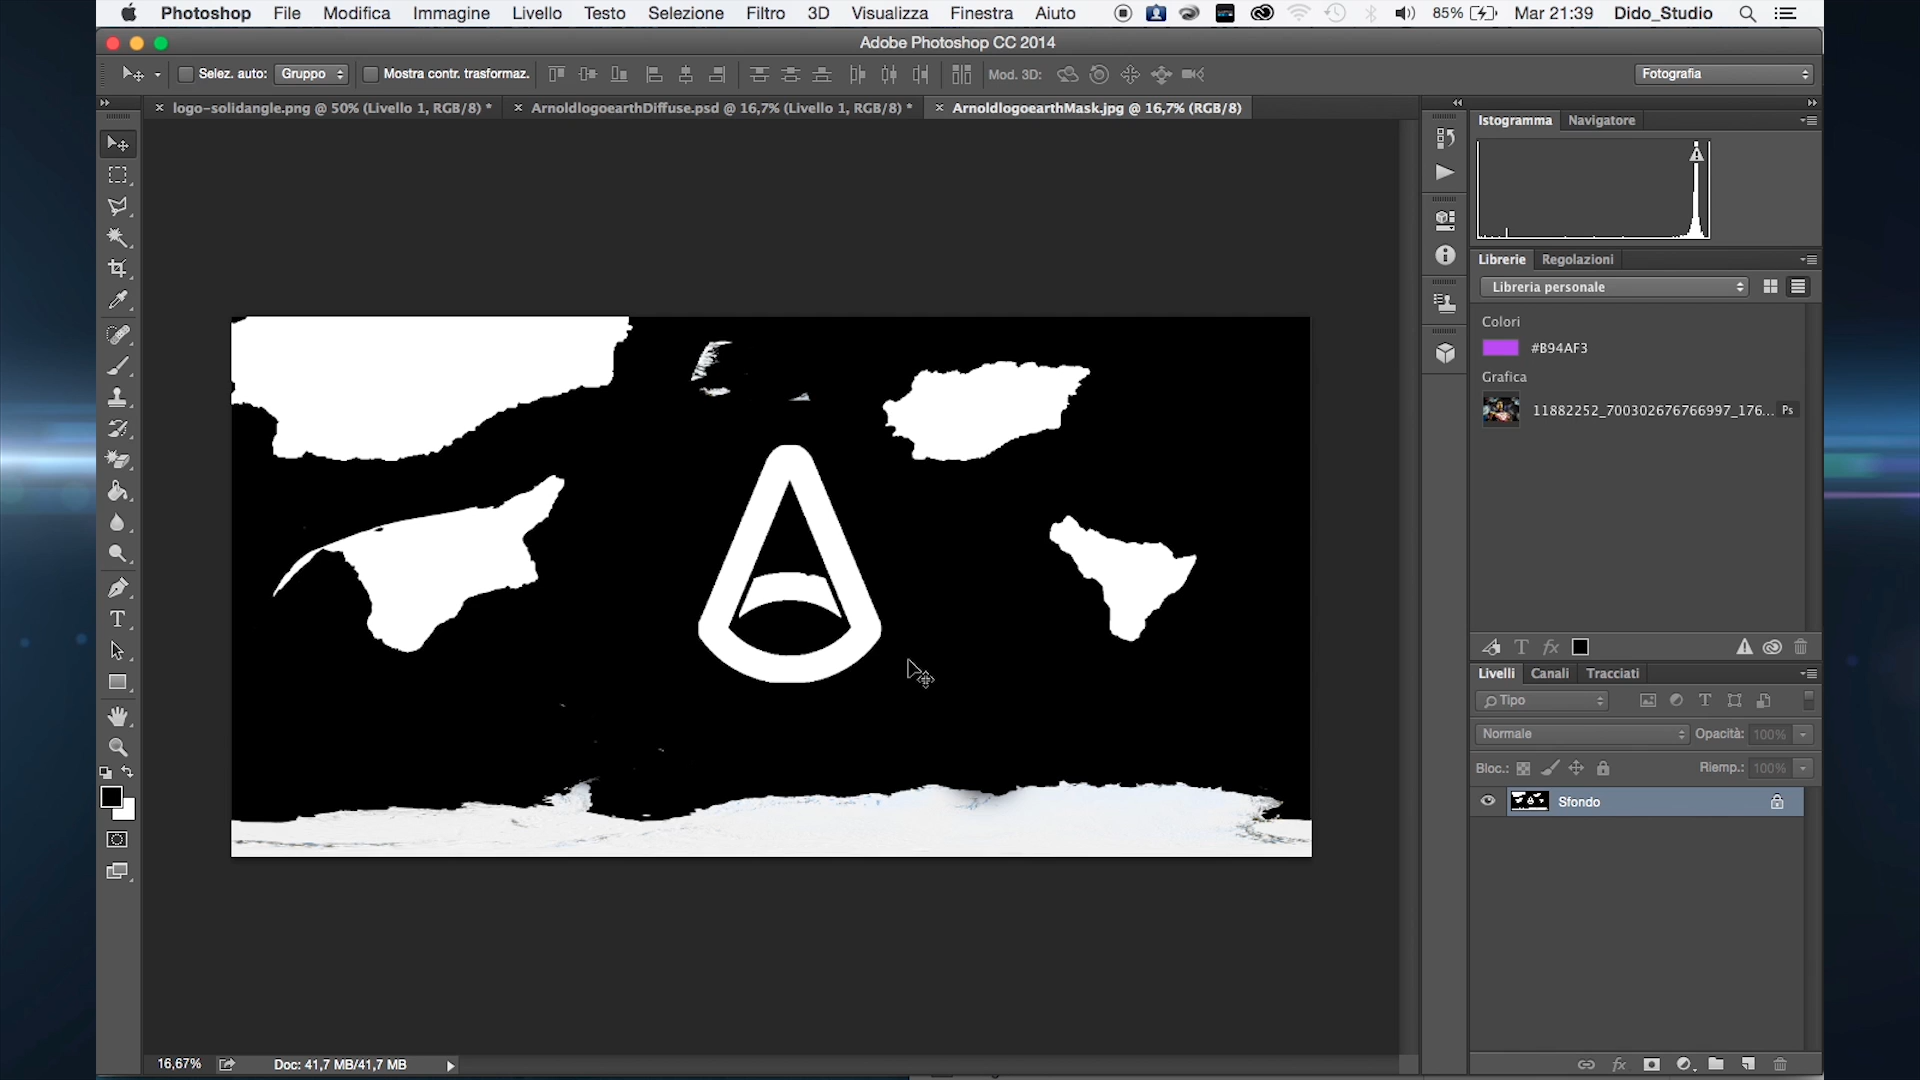 Photoshop File Modifica Immagine Livello Testo Selezione Filtro 3D Visualizza Finestra Aiuto 85% Mar 21:39 Dido_Studio
Adobe Photoshop CC 2014
Selez. auto: Gruppo Mostra contr. trasformaz. Mod. 3D: Fotografia
logo-solidangle.png @ 50% (Livello 1, RGB/8) * ArnoldlogoearthDiffuse.psd @ 16,7% (Livello 1, RGB/8) * ArnoldlogoearthMask.jpg @ 16,7% (RGB/8)
Istogramma Navigatore
Librerie Regolazioni
Libreria personale
Colori
#B94AF3
Grafica
11882252_700302676766997_176... Ps
Livelli Canali Tracciati
Tipo
Normale Opacità: 100%
Bloc.: Riemp.: 100%
Sfondo
16,67% Doc: 41,7 MB/41,7 MB